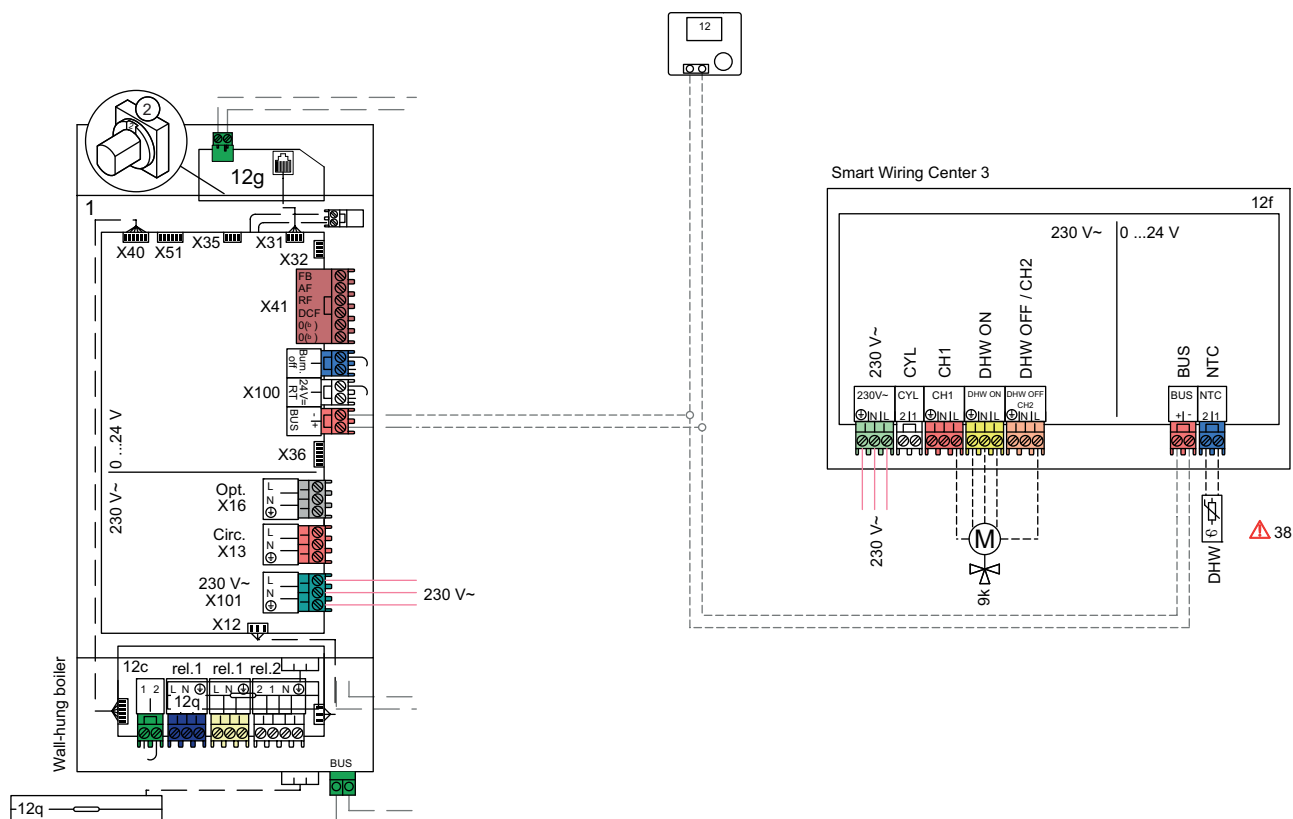 12
2
12g
Smart Wiring Center 3
12f
1
X40
X51
X35
X31
X32
230 V~
0 ...24 V
FB
AF
RF
DCF
0( )
0( )
X41
Burn.
off
24V=
RT
X100
BUS
- +
X36
0 ...24 V
230 V~
230 V~
CYL
CH1
DHW ON
DHW OFF / CH2
BUS
NTC
230V~
CYL
CH1
DHW ON
DHW OFF
CH2
BUS
NTC
N L
2 1
N L
N L
N L
+ -
2 1
Opt.
X16
L
N
Circ.
X13
L
N
230 V~
X101
L
N
230 V~
X12
230 V~
M
9k
6
DHW
38
Wall-hung boiler
12c
rel.1
rel.1
rel.2
1 2
L N
L N
2 1 N
12q
BUS
12q